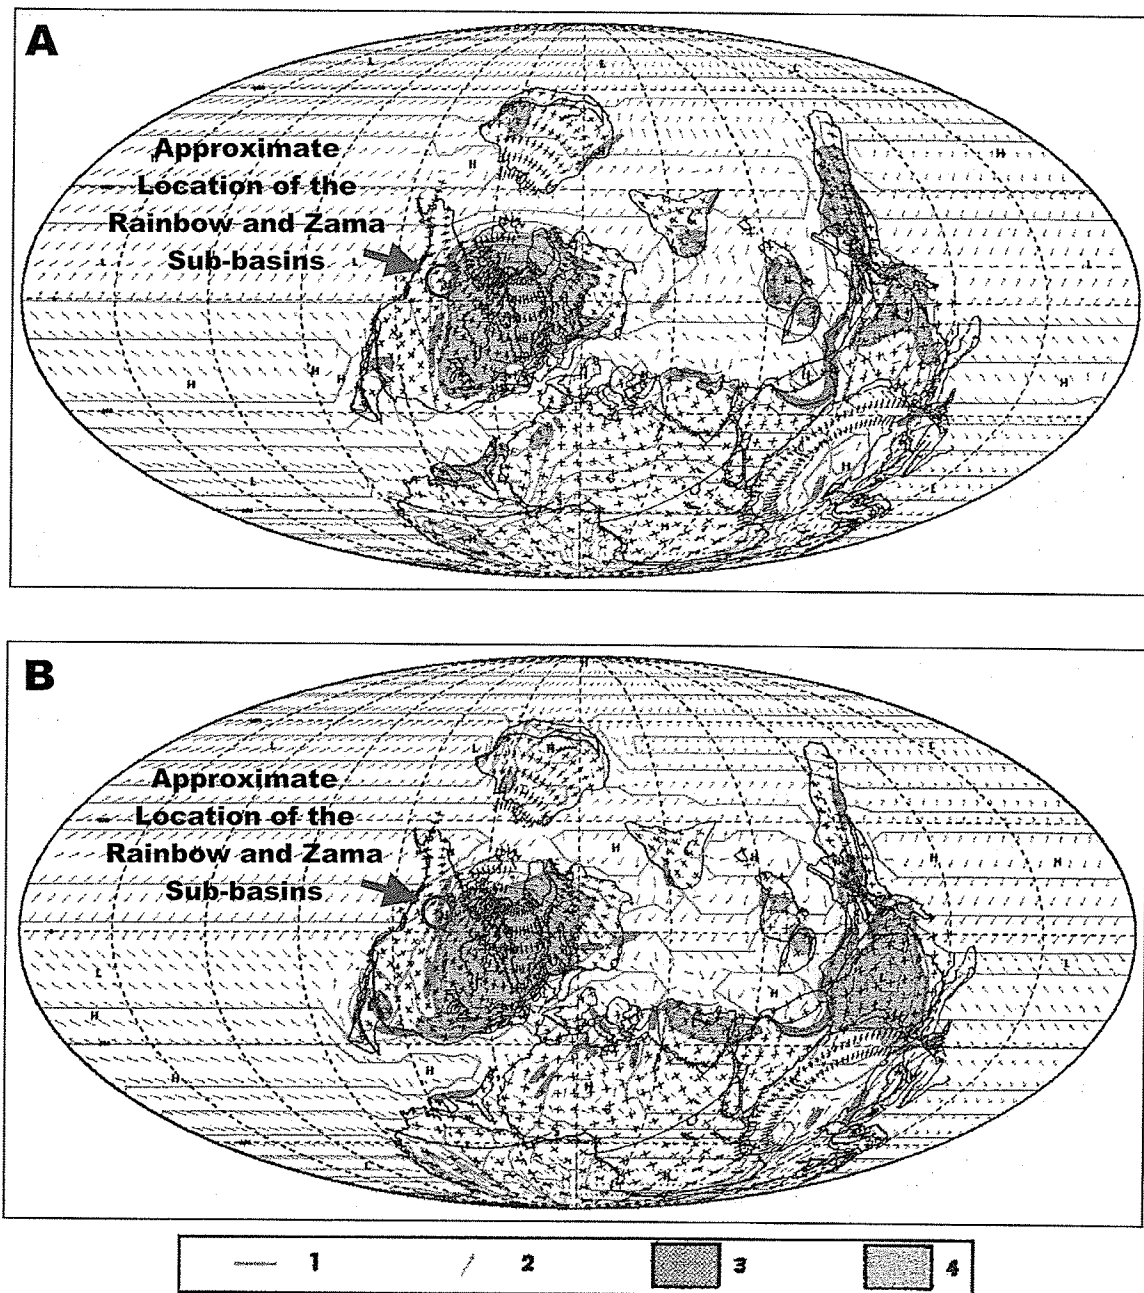 A
Approximate
Location of the
Rainbow and Zama
Sub-basins
L
L
L
H
H
L
L
L
H
H
H
H
H
H
L
L
H
B
Approximate
Location of the
Rainbow and Zama
Sub-basins
L
L
H
L
H
H
H
H
L
L
H
H
H
H
H
L
H
1
2
3
4